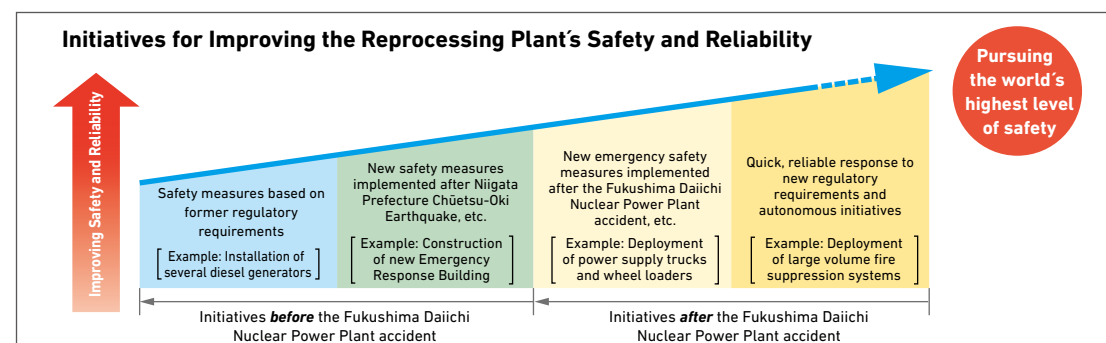 Initiatives for Improving the Reprocessing Plant´s Safety and Reliability
Improving Safety and Reliability
Pursuing
the world´s
highest level
of safety
Safety measures based on
former regulatory
requirements
[Example: Installation of
several diesel generators]
New safety measures
implemented after Niigata
Prefecture Chūetsu-Oki
Earthquake, etc.
[Example: Construction
of new Emergency
Response Building]
New emergency safety
measures implemented
after the Fukushima Daiichi
Nuclear Power Plant
accident, etc.
[Example: Deployment
of power supply trucks
and wheel loaders]
Quick, reliable response to
new regulatory
requirements and
autonomous initiatives
[Example: Deployment
of large volume fire
suppression systems]
Initiatives before the Fukushima Daiichi
Nuclear Power Plant accident
Initiatives after the Fukushima Daiichi
Nuclear Power Plant accident